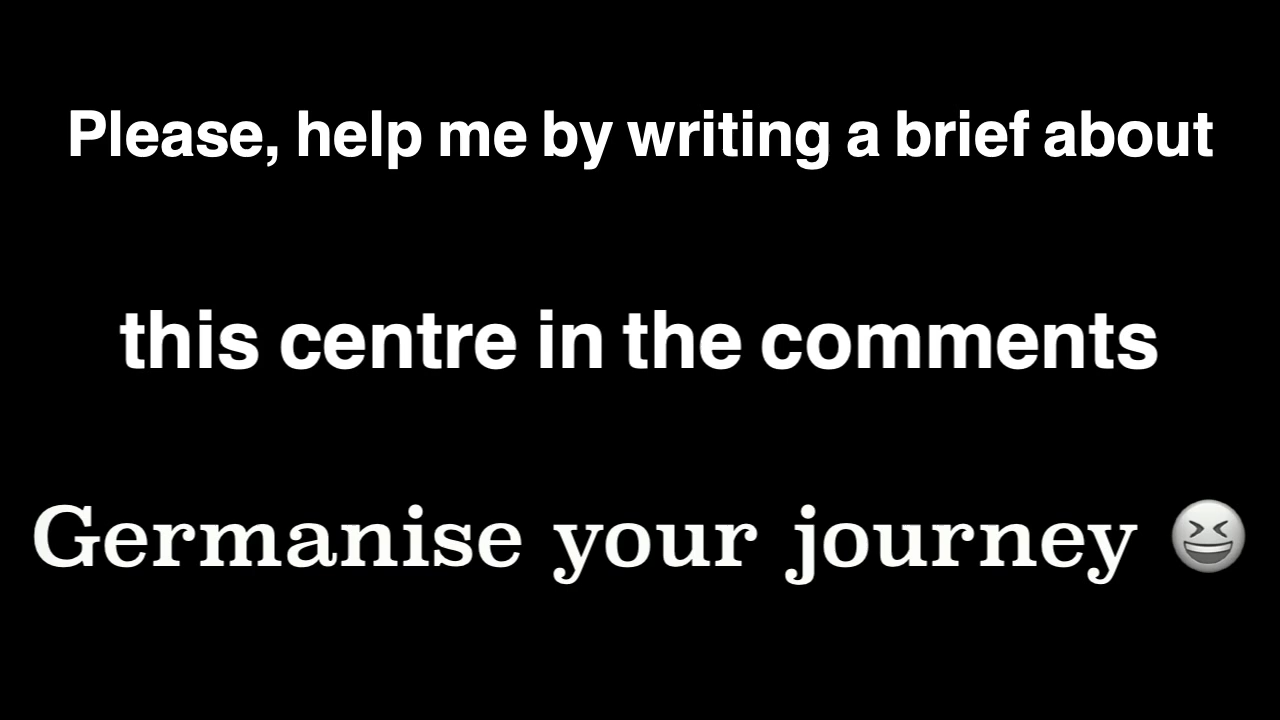 Please, help me by writing a brief about
this centre in the comments
Germanise your journey 😆